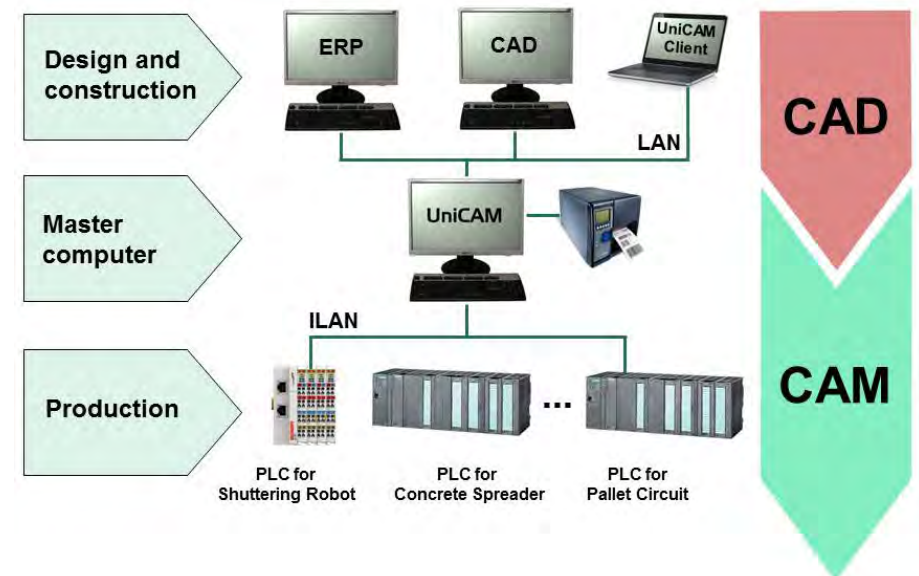 Design and
construction
ERP
CAD
UniCAM
Client
LAN
CAD
Master
computer
UniCAM
ILAN
Production
CAM
PLC for
Shuttering Robot
...
PLC for
Concrete Spreader
PLC for
Pallet Circuit